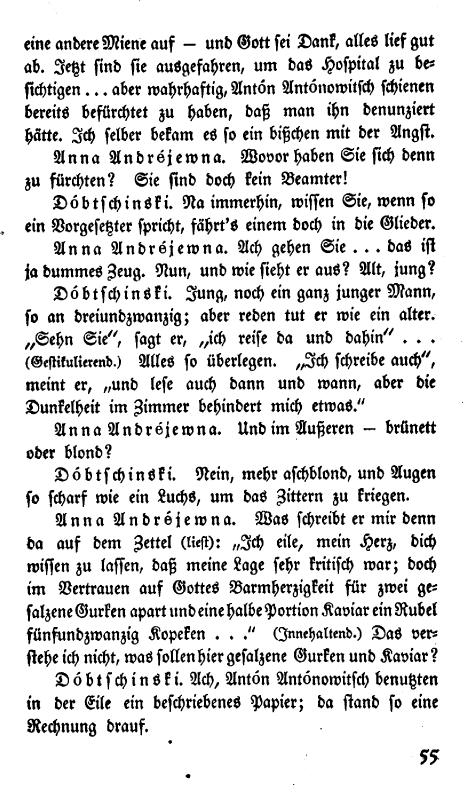 eine andere Miene auf — und Gott sei Dank, alles lief gut
ab. Jetzt sind sie ausgefahren, um das Hospital zu be-
sichtigen . . . aber wahrhaftig, Antón Antónowitsch schienen
bereits befürchtet zu haben, daß man ihn denunziert
hätte. Ich selber bekam es so ein bißchen mit der Angst.
Anna Andréjewna. Wovor haben Sie sich denn
zu fürchten? Sie sind doch kein Beamter!
Dóbtschinski. Na immerhin, wissen Sie, wenn so
ein Vorgesetzter spricht, fährt's einem doch in die Glieder.
Anna Andréjewna. Ach gehen Sie . . . das ist
ja dummes Zeug. Nun, und wie sieht er aus? Alt, jung?
Dóbtschinski. Jung, noch ein ganz junger Mann,
so an dreiundzwanzig; aber reden tut er wie ein alter.
„Sehn Sie“, sagt er, „ich reise da und dahin“ . . .
(Gestikulierend.) Alles so überlegen. „Ich schreibe auch“,
meint er, „und lese auch dann und wann, aber die
Dunkelheit im Zimmer behindert mich etwas.“
Anna Andréjewna. Und im Äußeren — brünett
oder blond?
Dóbtschinski. Nein, mehr aschblond, und Augen
so scharf wie ein Luchs, um das Zittern zu kriegen.
Anna Andréjewna. Was schreibt er mir denn
da auf dem Zettel (liest): „Ich eile, mein Herz, dich
wissen zu lassen, daß meine Lage sehr kritisch war; doch
im Vertrauen auf Gottes Barmherzigkeit für zwei ge-
salzene Gurken apart und eine halbe Portion Kaviar ein Rubel
fünfundzwanzig Kopeken . . .“ (Innehaltend.) Das ver-
stehe ich nicht, was sollen hier gesalzene Gurken und Kaviar?
Dóbtschinski. Ach, Antón Antónowitsch benutzten
in der Eile ein beschriebenes Papier; da stand so eine
Rechnung drauf.
55